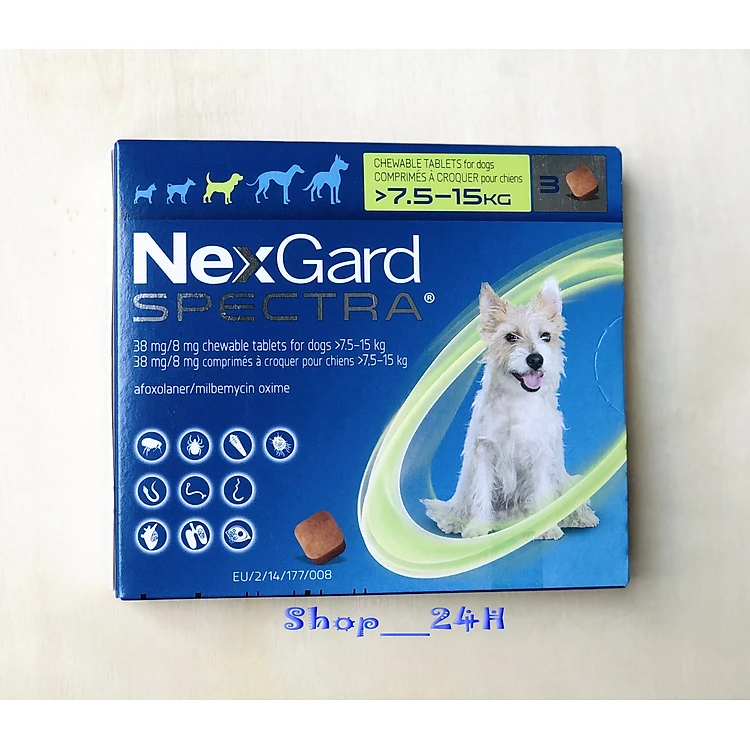 CHEWABLE TABLETS for dogs
COMPRIMÉS À CROQUER pour chiens
>7.5–15KG
3
NexGard
SPECTRA®
38 mg/8 mg chewable tablets for dogs >7.5–15 kg
38 mg/8 mg comprimés à croquer pour chiens >7,5–15 kg
afoxolaner/milbemycin oxime
EU/2/14/177/008
Shop__24H